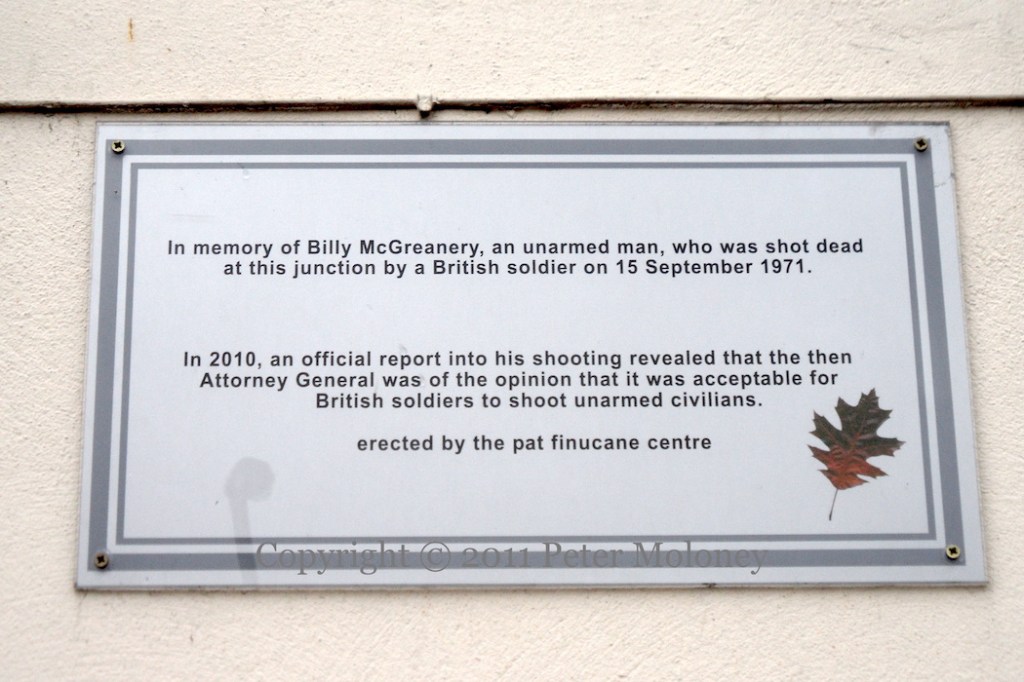 In memory of Billy McGreanery, an unarmed man, who was shot dead
at this junction by a British soldier on 15 September 1971.
In 2010, an official report into his shooting revealed that the then
Attorney General was of the opinion that it was acceptable for
British soldiers to shoot unarmed civilians.
erected by the pat finucane centre
Copyright © 2011 Peter Moloney